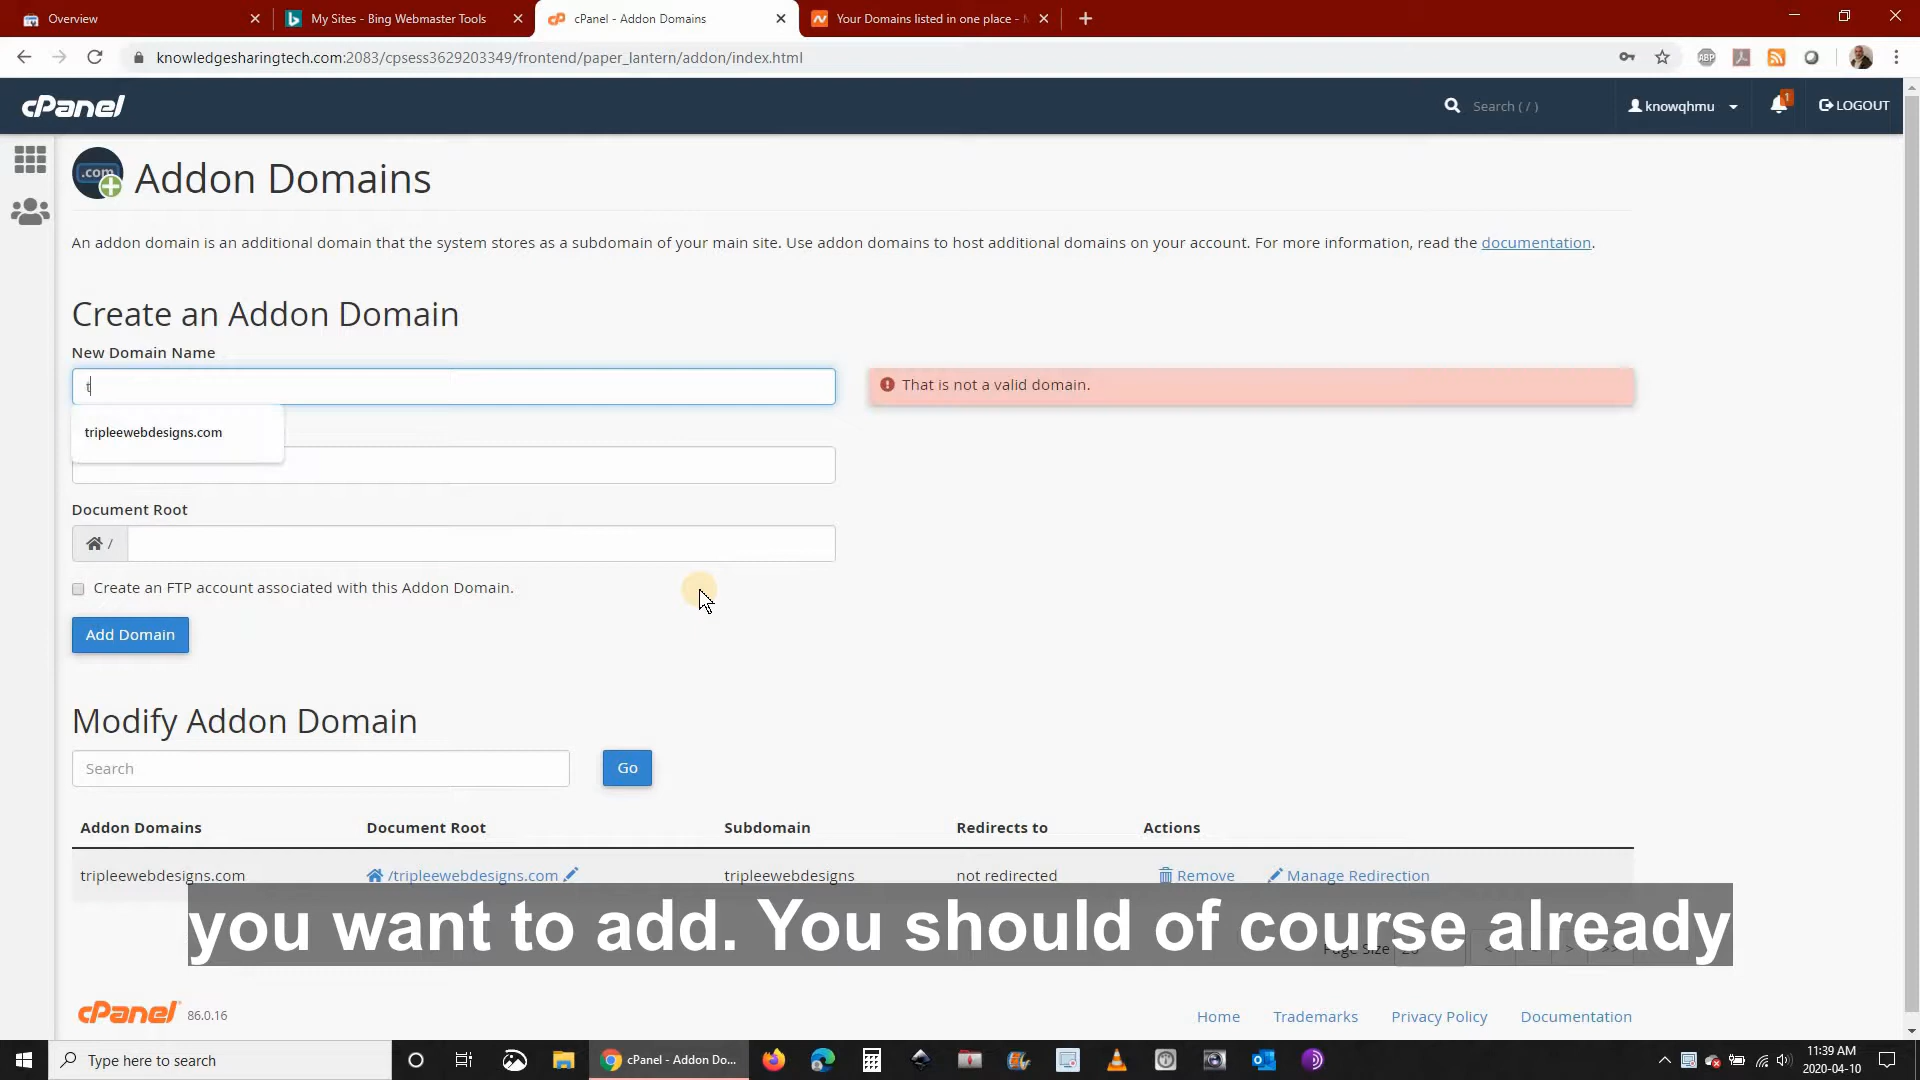 Overview
My Sites - Bing Webmaster Tools
cPanel - Addon Domains
Your Domains listed in one place -
knowledgesharingtech.com:2083/cpsess3629203349/frontend/paper_lantern/addon/index.html
ABP
cPanel
Search ( / )
knowqhmu
1
LOGOUT
.com
Addon Domains
An addon domain is an additional domain that the system stores as a subdomain of your main site. Use addon domains to host additional domains on your account. For more information, read the documentation.
Create an Addon Domain
New Domain Name
t
That is not a valid domain.
tripleewebdesigns.com
Document Root
/
Create an FTP account associated with this Addon Domain.
Add Domain
Modify Addon Domain
Search
Go
Addon Domains Document Root Subdomain Redirects to Actions
tripleewebdesigns.com /tripleewebdesigns.com tripleewebdesigns not redirected Remove Manage Redirection
you want to add. You should of course already
Page Size
cPanel 86.0.16
Home Trademarks Privacy Policy Documentation
Type here to search
cPanel - Addon Do...
11:39 AM
2020-04-10